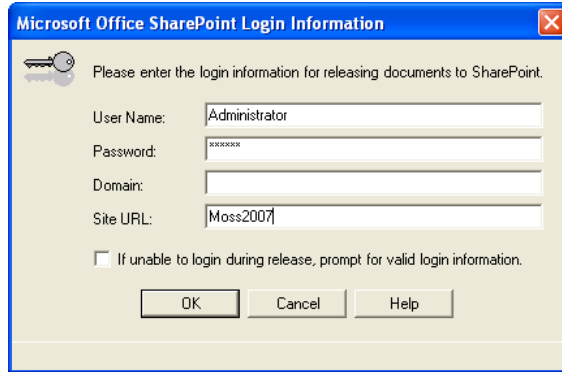 Microsoft Office SharePoint Login Information
Please enter the login information for releasing documents to SharePoint.
User Name: Administrator
Password: ××××××
Domain:
Site URL: Moss2007
If unable to login during release, prompt for valid login information.
OK Cancel Help